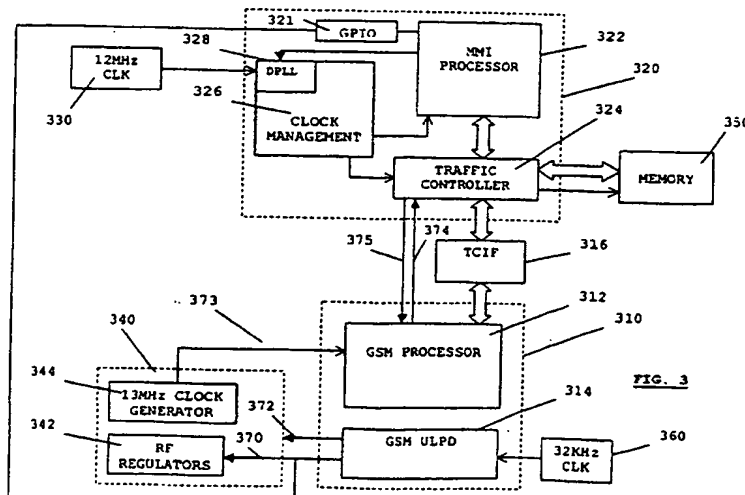 321
GPIO
328
MMI
PROCESSOR
322
12MHz
CLK
DPLL
320
326
330
CLOCK
MANAGEMENT
324
350
TRAFFIC
CONTROLLER
MEMORY
375
374
TCIF
316
373
312
340
310
344
GSM PROCESSOR
13MHz CLOCK
GENERATOR
314
FIG. 3
342
372
GSM ULPD
RF
REGULATORS
370
32KHz
CLK
360